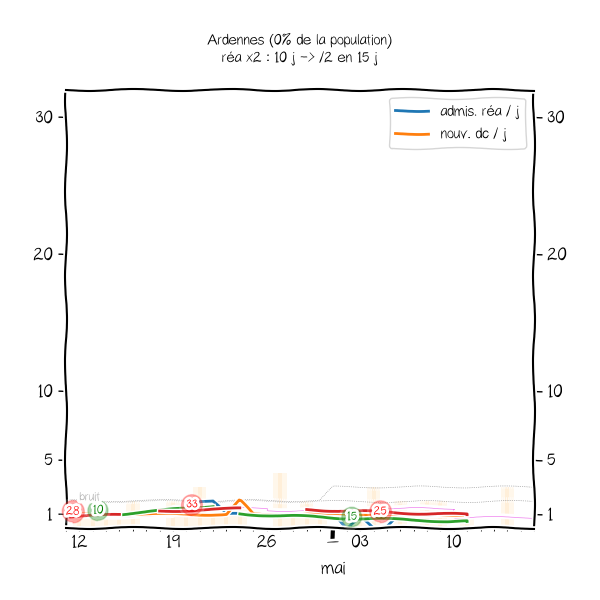 Ardennes (0% de la population)
réa x2 : 10 j -> /2 en 15 j
admis. réa / j
nouv. dc / j
30 30
20 20
10 10
5 5
1 1
bruit
28 10 33 15 25
12 19 26 03 10
mai